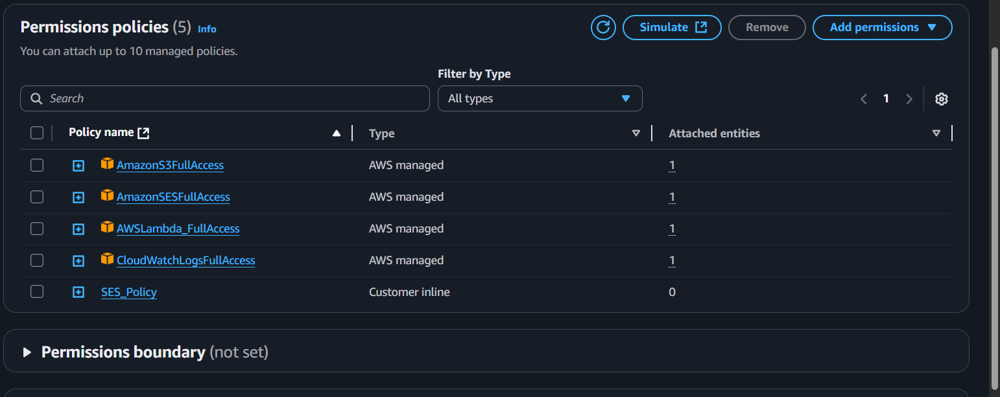 Permissions policies (5) Info
Simulate
Remove
Add permissions
You can attach up to 10 managed policies.
Filter by Type
Search
All types
1
Policy name
Type
Attached entities
AmazonS3FullAccess
AWS managed
1
AmazonSESFullAccess
AWS managed
1
AWSLambda_FullAccess
AWS managed
1
CloudWatchLogsFullAccess
AWS managed
1
SES_Policy
Customer inline
0
Permissions boundary (not set)